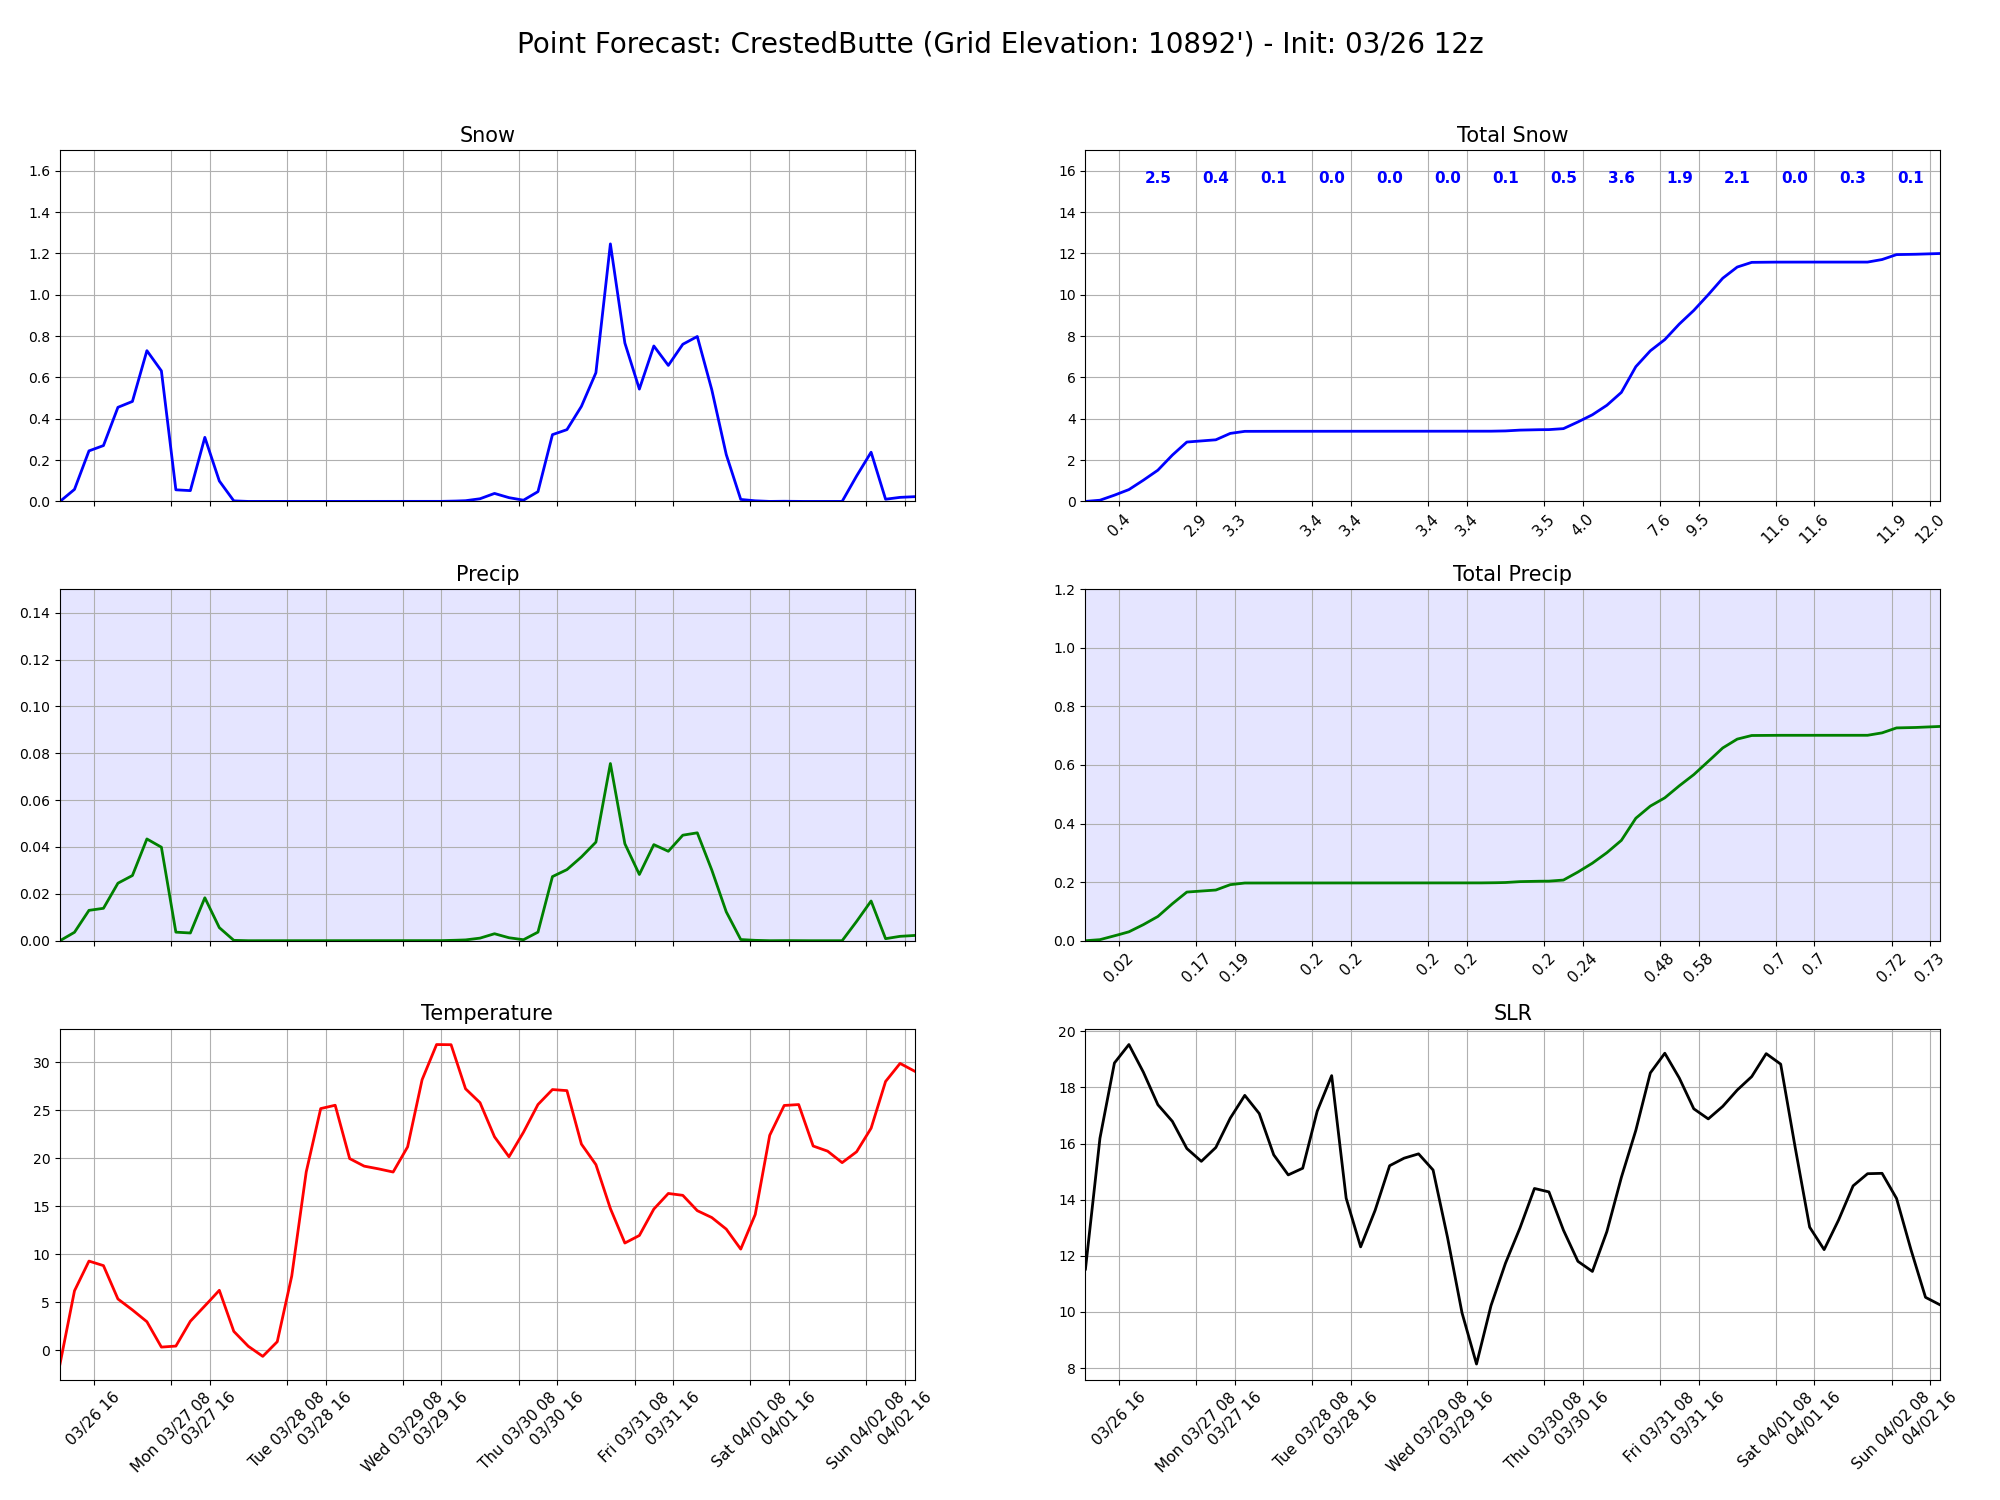 Point Forecast: CrestedButte (Grid Elevation: 10892') - Init: 03/26 12z
Snow
1.6
1.4
1.2
1.0
0.8
0.6
0.4
0.2
0.0
Total Snow
2.5 0.4 0.1 0.0 0.0 0.0 0.1 0.5 3.6 1.9 2.1 0.0 0.3 0.1
16
14
12
10
8
6
4
2
0
0.4 2.9 3.3 3.4 3.4 3.4 3.4 3.5 4.0 7.6 9.5 11.6 11.6 11.9 12.0
Precip
0.14
0.12
0.10
0.08
0.06
0.04
0.02
0.00
Total Precip
1.2
1.0
0.8
0.6
0.4
0.2
0.0
0.02 0.17 0.19 0.2 0.2 0.2 0.2 0.2 0.24 0.48 0.58 0.7 0.7 0.72 0.73
Temperature
30
25
20
15
10
5
0
03/26 16
Mon 03/27 08
03/27 16
Tue 03/28 08
03/28 16
Wed 03/29 08
03/29 16
Thu 03/30 08
03/30 16
Fri 03/31 08
03/31 16
Sat 04/01 08
04/01 16
Sun 04/02 08
04/02 16
SLR
20
18
16
14
12
10
8
03/26 16
Mon 03/27 08
03/27 16
Tue 03/28 08
03/28 16
Wed 03/29 08
03/29 16
Thu 03/30 08
03/30 16
Fri 03/31 08
03/31 16
Sat 04/01 08
04/01 16
Sun 04/02 08
04/02 16